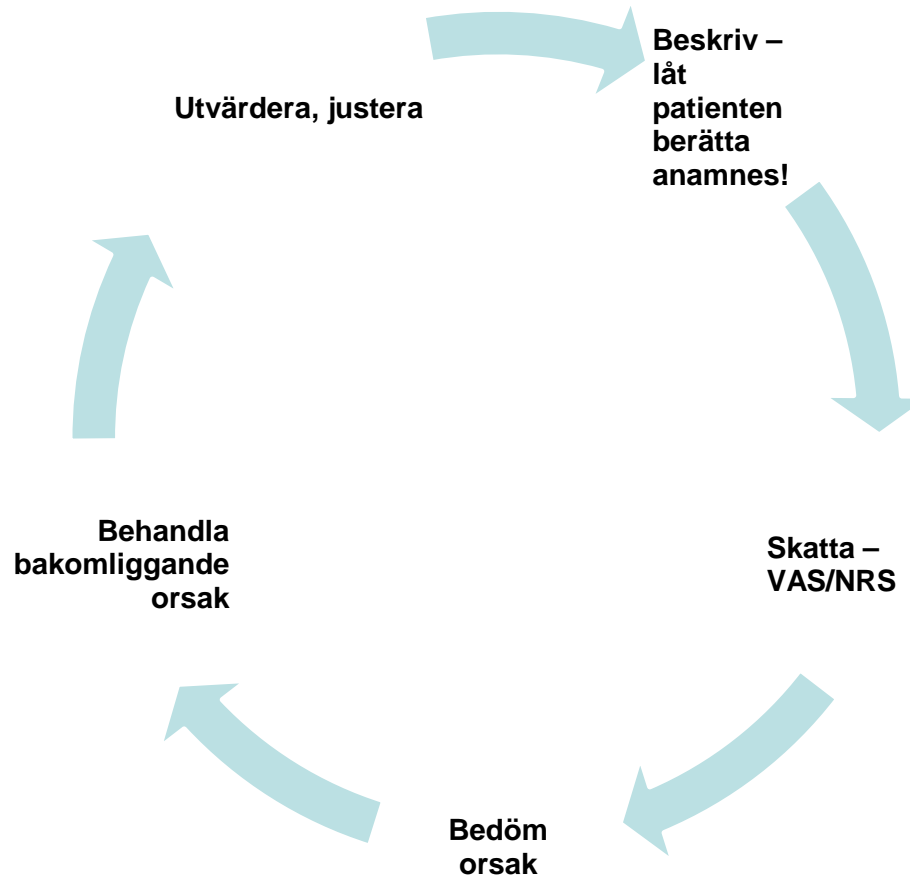 Beskriv –
låt
patienten
berätta
anamnes!
Utvärdera, justera
Skatta –
VAS/NRS
Bedöm
orsak
Behandla
bakomliggande
orsak